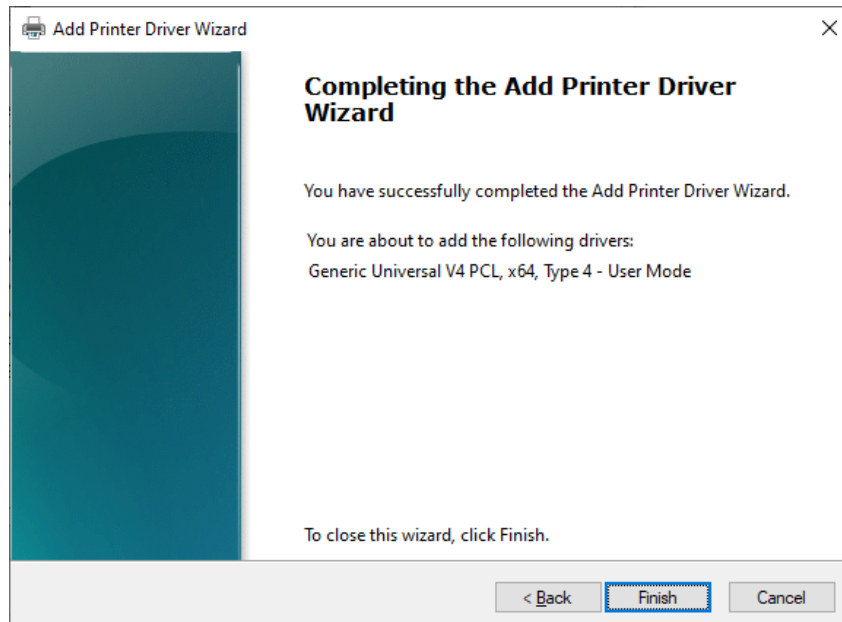 Add Printer Driver Wizard
Completing the Add Printer Driver
Wizard
You have successfully completed the Add Printer Driver Wizard.
You are about to add the following drivers:
Generic Universal V4 PCL, x64, Type 4 - User Mode
To close this wizard, click Finish.
< Back Finish Cancel